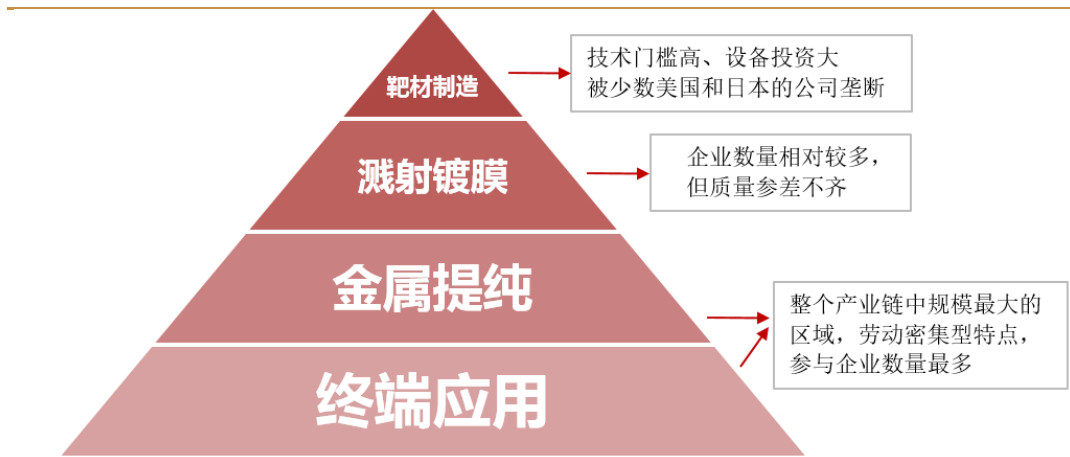 靶材制造
技术门槛高、设备投资大
被少数美国和日本的公司垄断
溅射镀膜
企业数量相对较多，
但质量参差不齐
金属提纯
整个产业链中规模最大的
区域，劳动密集型特点，
参与企业数量最多
终端应用